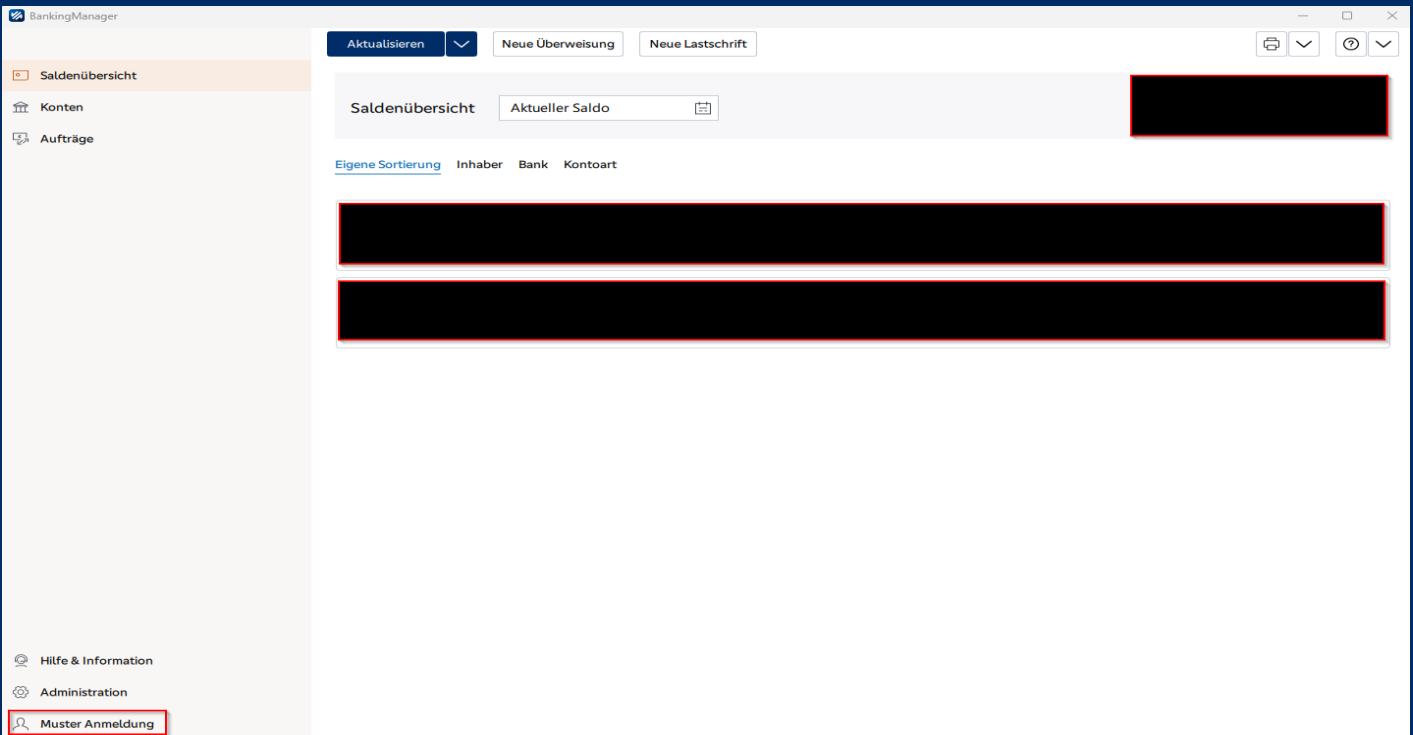 BankingManager
Aktualisieren Neue Überweisung Neue Lastschrift
Saldenübersicht
Konten
Aufträge
Saldenübersicht Aktueller Saldo
Eigene Sortierung Inhaber Bank Kontoart
Hilfe & Information
Administration
Muster Anmeldung